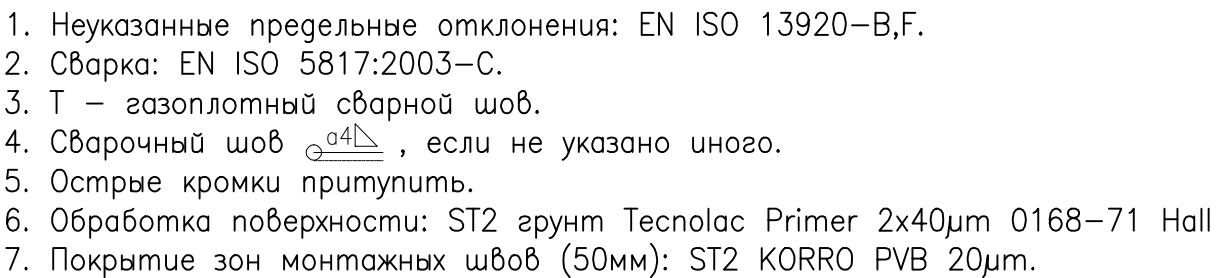 1. Неуказанные предельные отклонения: EN ISO 13920-B,F.
2. Сварка: EN ISO 5817:2003-C.
3. Т - газоплотный сварной шов.
4. Сварочный шов a4 , если не указано иного.
5. Острые кромки притупить.
6. Обработка поверхности: ST2 грунт Tecnolac Primer 2x40µm 0168-71 Hall
7. Покрытие зон монтажных швов (50мм): ST2 KORRO PVB 20µm.